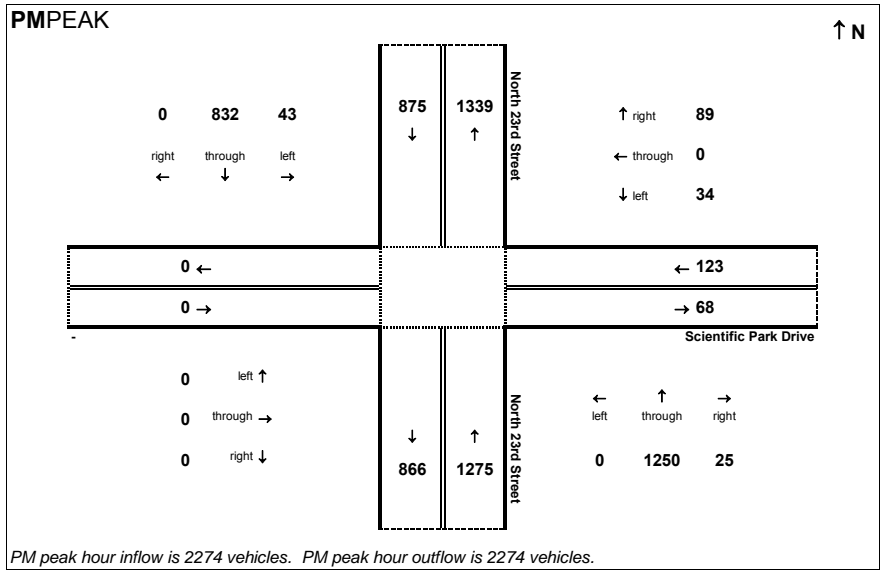 PMPEAK
↑ N
0 832 43
right through left
← ↓ →
875 1339
↓ ↑
North 23rd Street
↑ right 89
← through 0
↓ left 34
0 ←
0 →
← 123
→ 68
-
Scientific Park Drive
0 left ↑
0 through →
0 right ↓
↓ ↑
866 1275
North 23rd Street
← ↑ →
left through right
0 1250 25
PM peak hour inflow is 2274 vehicles. PM peak hour outflow is 2274 vehicles.